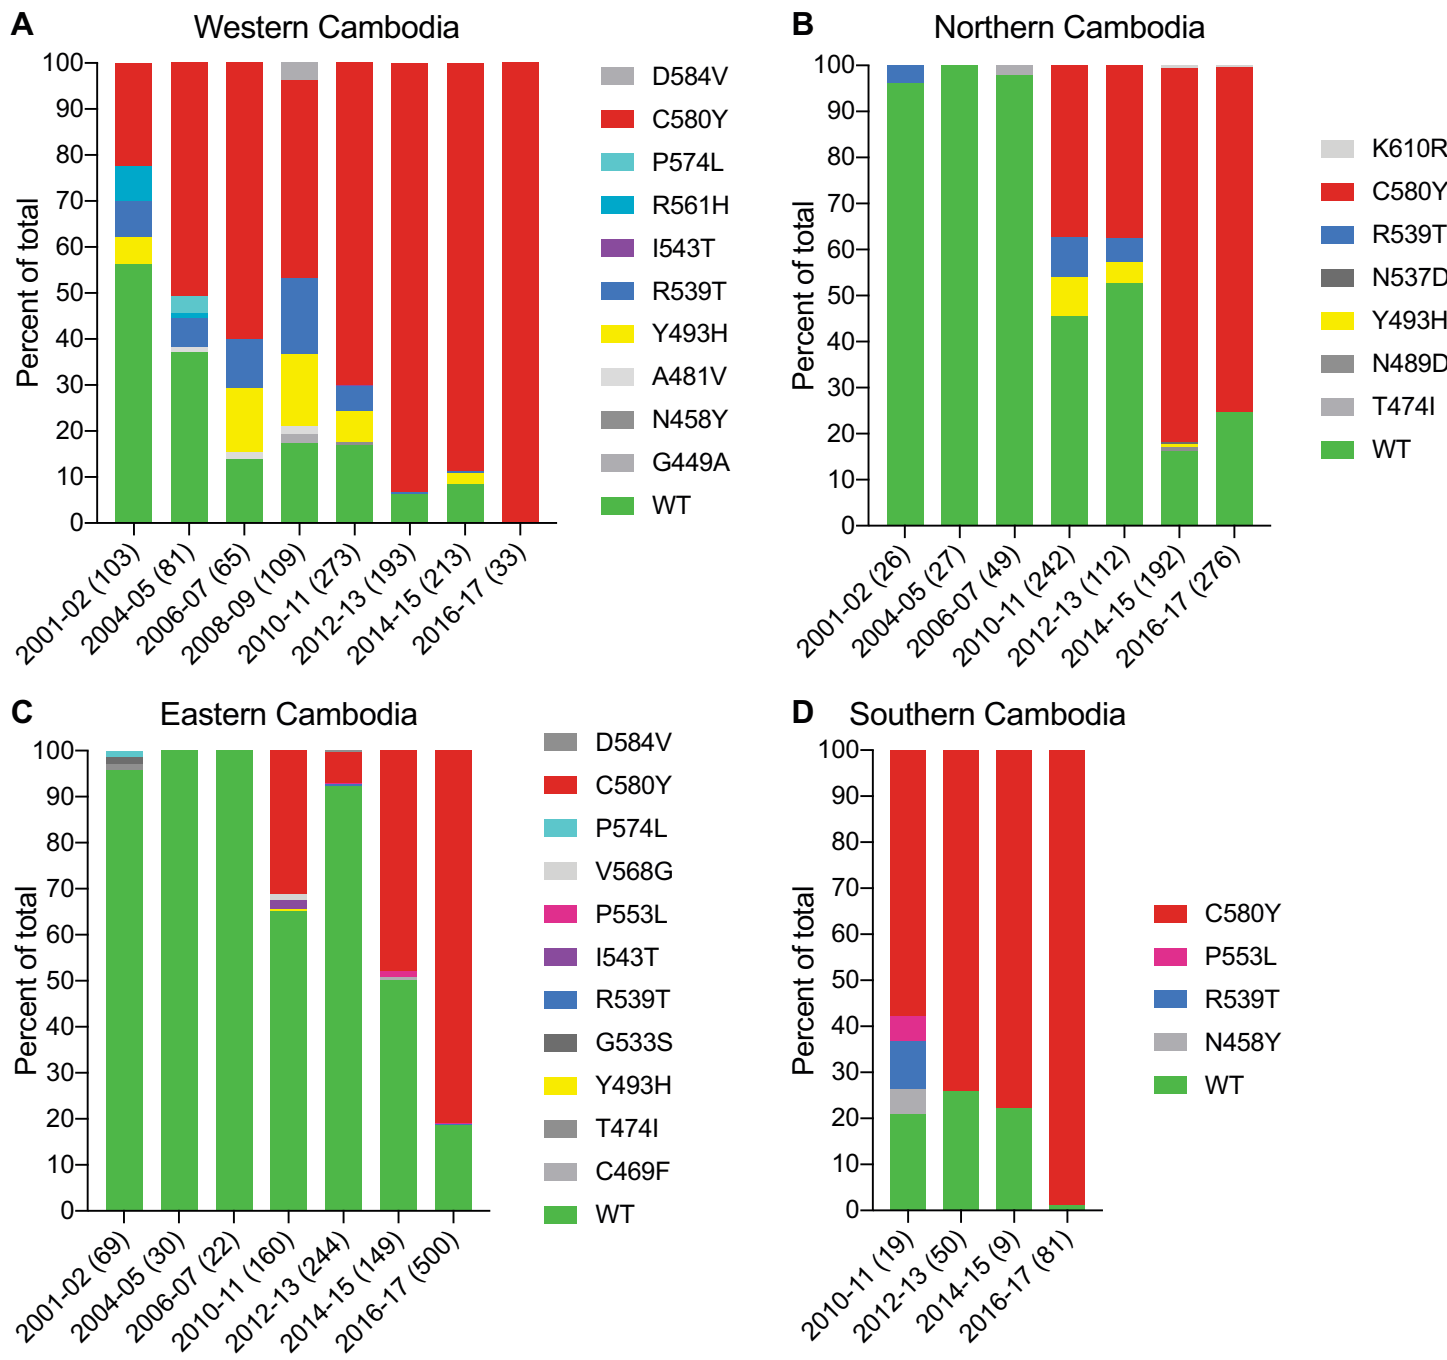 A Western Cambodia
Percent of total
100
90
80
70
60
50
40
30
20
10
0
2001-02 (103)
2004-05 (81)
2006-07 (65)
2008-09 (109)
2010-11 (273)
2012-13 (193)
2014-15 (213)
2016-17 (33)
D584V
C580Y
P574L
R561H
I543T
R539T
Y493H
A481V
N458Y
G449A
WT
B Northern Cambodia
Percent of total
100
90
80
70
60
50
40
30
20
10
0
2001-02 (26)
2004-05 (27)
2006-07 (49)
2010-11 (242)
2012-13 (112)
2014-15 (192)
2016-17 (276)
K610R
C580Y
R539T
N537D
Y493H
N489D
T474I
WT
C Eastern Cambodia
Percent of total
100
90
80
70
60
50
40
30
20
10
0
2001-02 (69)
2004-05 (30)
2006-07 (22)
2010-11 (160)
2012-13 (244)
2014-15 (149)
2016-17 (500)
D584V
C580Y
P574L
V568G
P553L
I543T
R539T
G533S
Y493H
T474I
C469F
WT
D Southern Cambodia
Percent of total
100
90
80
70
60
50
40
30
20
10
0
2010-11 (19)
2012-13 (50)
2014-15 (9)
2016-17 (81)
C580Y
P553L
R539T
N458Y
WT